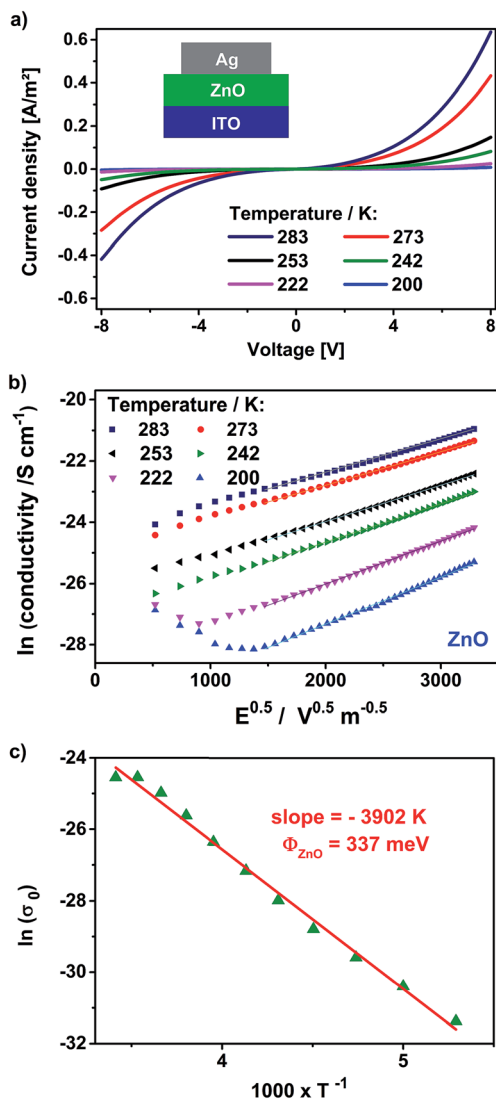 a)
0.6
0.4
0.2
0.0
-0.2
-0.4
-0.6
Current density [A/m²]
Ag
ZnO
ITO
Temperature / K:
283 273
253 242
222 200
-8 -4 0 4 8
Voltage [V]
b)
-20
-22
-24
-26
-28
ln (conductivity /S cm⁻¹)
Temperature / K:
283 273
253 242
222 200
ZnO
0 1000 2000 3000
E^0.5 / V^0.5 m^-0.5
c)
-24
-26
-28
-30
-32
ln (σ₀)
slope = - 3902 K
Φ_ZnO = 337 meV
4 5
1000 x T⁻¹